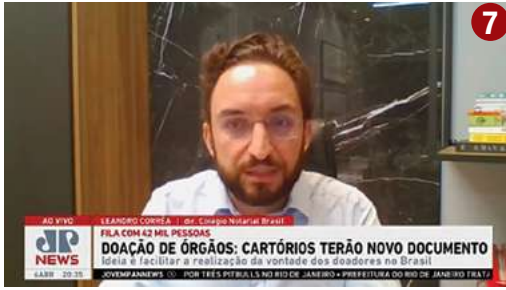 7
AO VIVO
LEANDRO CORRÊA | dir. Colégio Notarial Brasil
FILA COM 42 MIL PESSOAS
JP
NEWS
DOAÇÃO DE ÓRGÃOS: CARTÓRIOS TERÃO NOVO DOCUMENTO
Ideia é facilitar a realização da vontade dos doadores no Brasil
4ABR 20:35
JOVEMPANNEWS POR TRÊS PITBULLS NO RIO DE JANEIRO • PREFEITURA DO RIO DE JANEIRO TRATA